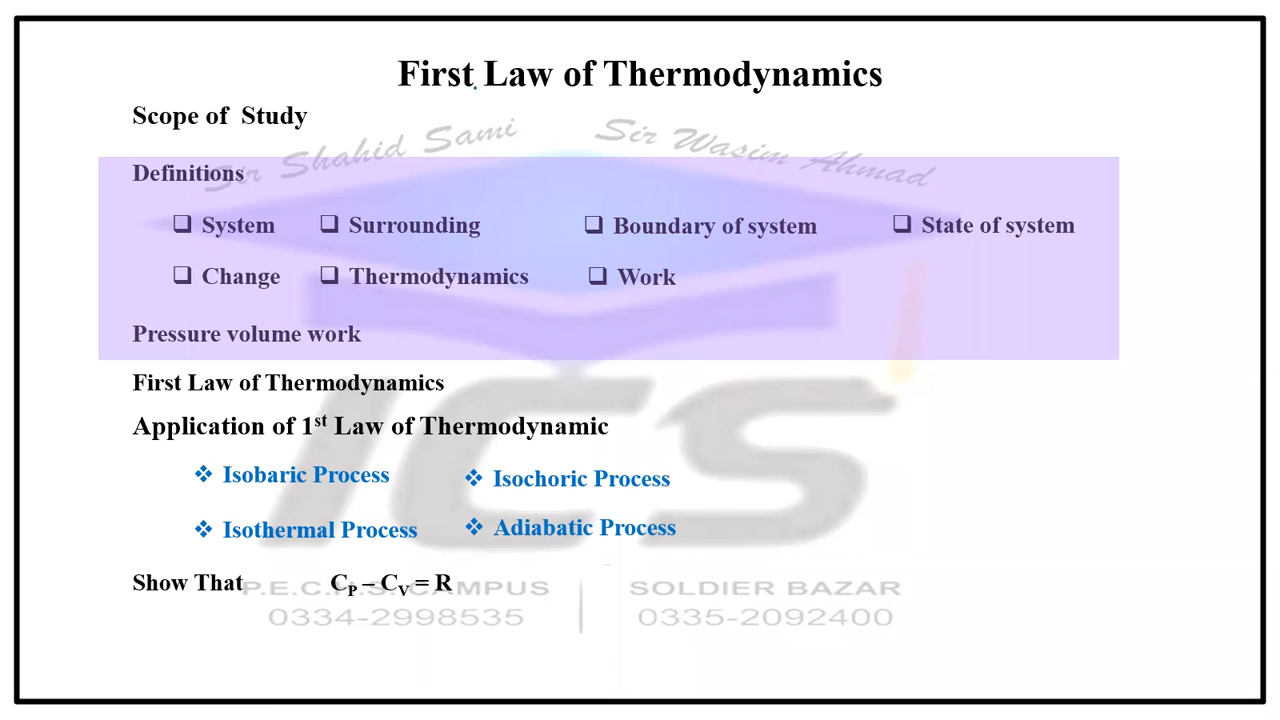 First Law of Thermodynamics
Scope of Study
Sir Shahid Sami Sir Wasim Ahmad
Definitions
❑ System ❑ Surrounding ❑ Boundary of system ❑ State of system
❑ Change ❑ Thermodynamics ❑ Work
Pressure volume work
First Law of Thermodynamics
Application of 1st Law of Thermodynamic
❖ Isobaric Process ❖ Isochoric Process
❖ Isothermal Process ❖ Adiabatic Process
ICS
Show That CP – CV = R
P.E.C.H.S. CAMPUS SOLDIER BAZAR
0334-2998535 0335-2092400